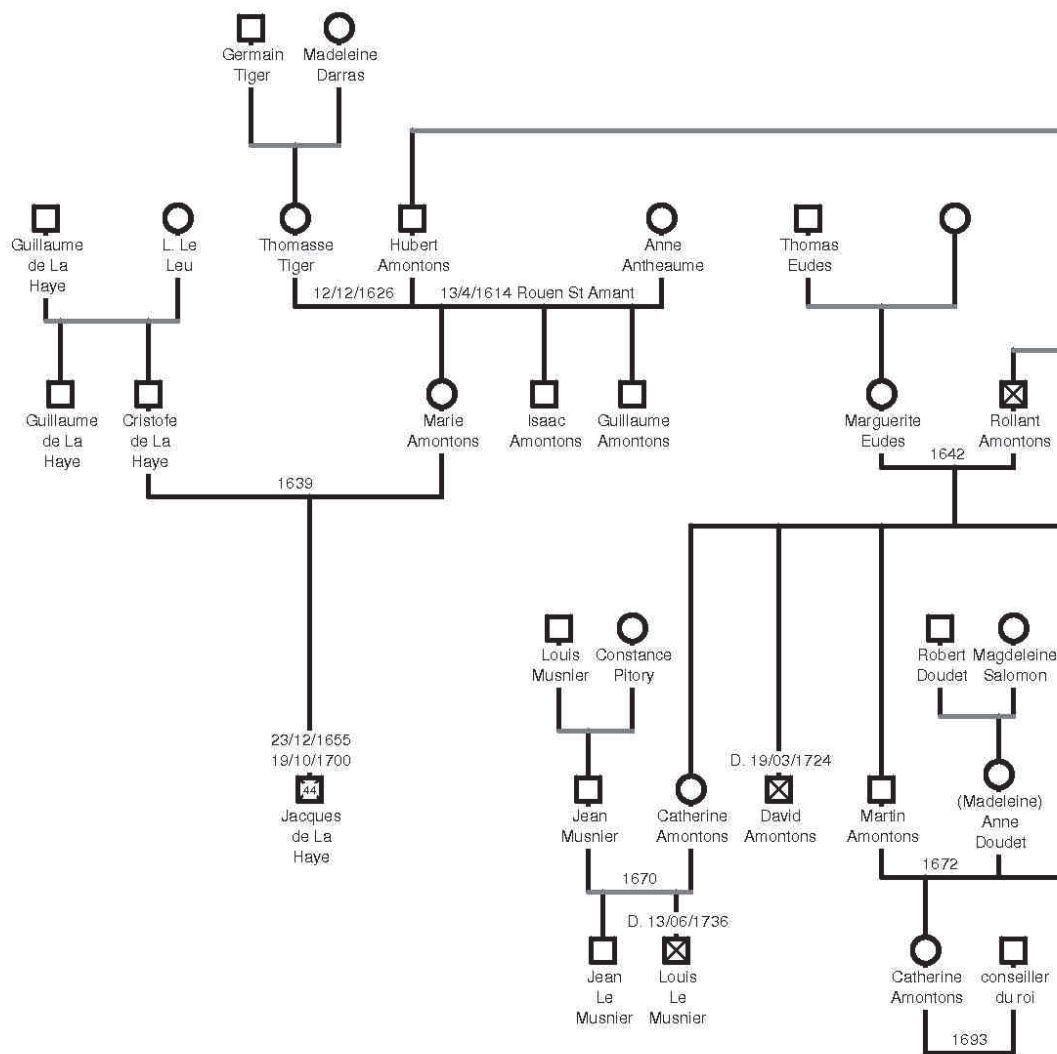 Germain
Tiger
Madeleine
Darras
Guillaume
de La
Haye
L. Le
Leu
Thomasse
Tiger
Hubert
Amontons
Anne
Antheaume
Thomas
Eudes
12/12/1626
13/4/1614 Rouen St Amant
Guillaume
de La
Haye
Cristofe
de La
Haye
Marie
Amontons
Isaac
Amontons
Guillaume
Amontons
Marguerite
Eudes
Rollant
Amontons
1639
1642
Louis
Musnier
Constance
Pitory
Robert
Doudet
Magdeleine
Salomon
23/12/1655
19/10/1700
44
Jacques
de La
Haye
Jean
Musnier
Catherine
Amontons
D. 19/03/1724
David
Amontons
Martin
Amontons
(Madeleine)
Anne
Doudet
1670
1672
Jean
Le
Musnier
D. 13/06/1736
Louis
Le
Musnier
Catherine
Amontons
conseiller
du roi
1693